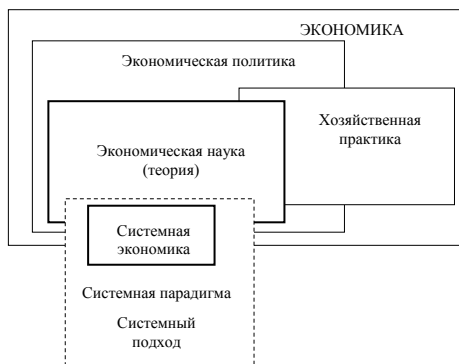 ЭКОНОМИКА
Экономическая политика
Хозяйственная
практика
Экономическая наука
(теория)
Системная
экономика
Системная парадигма
Системный
подход